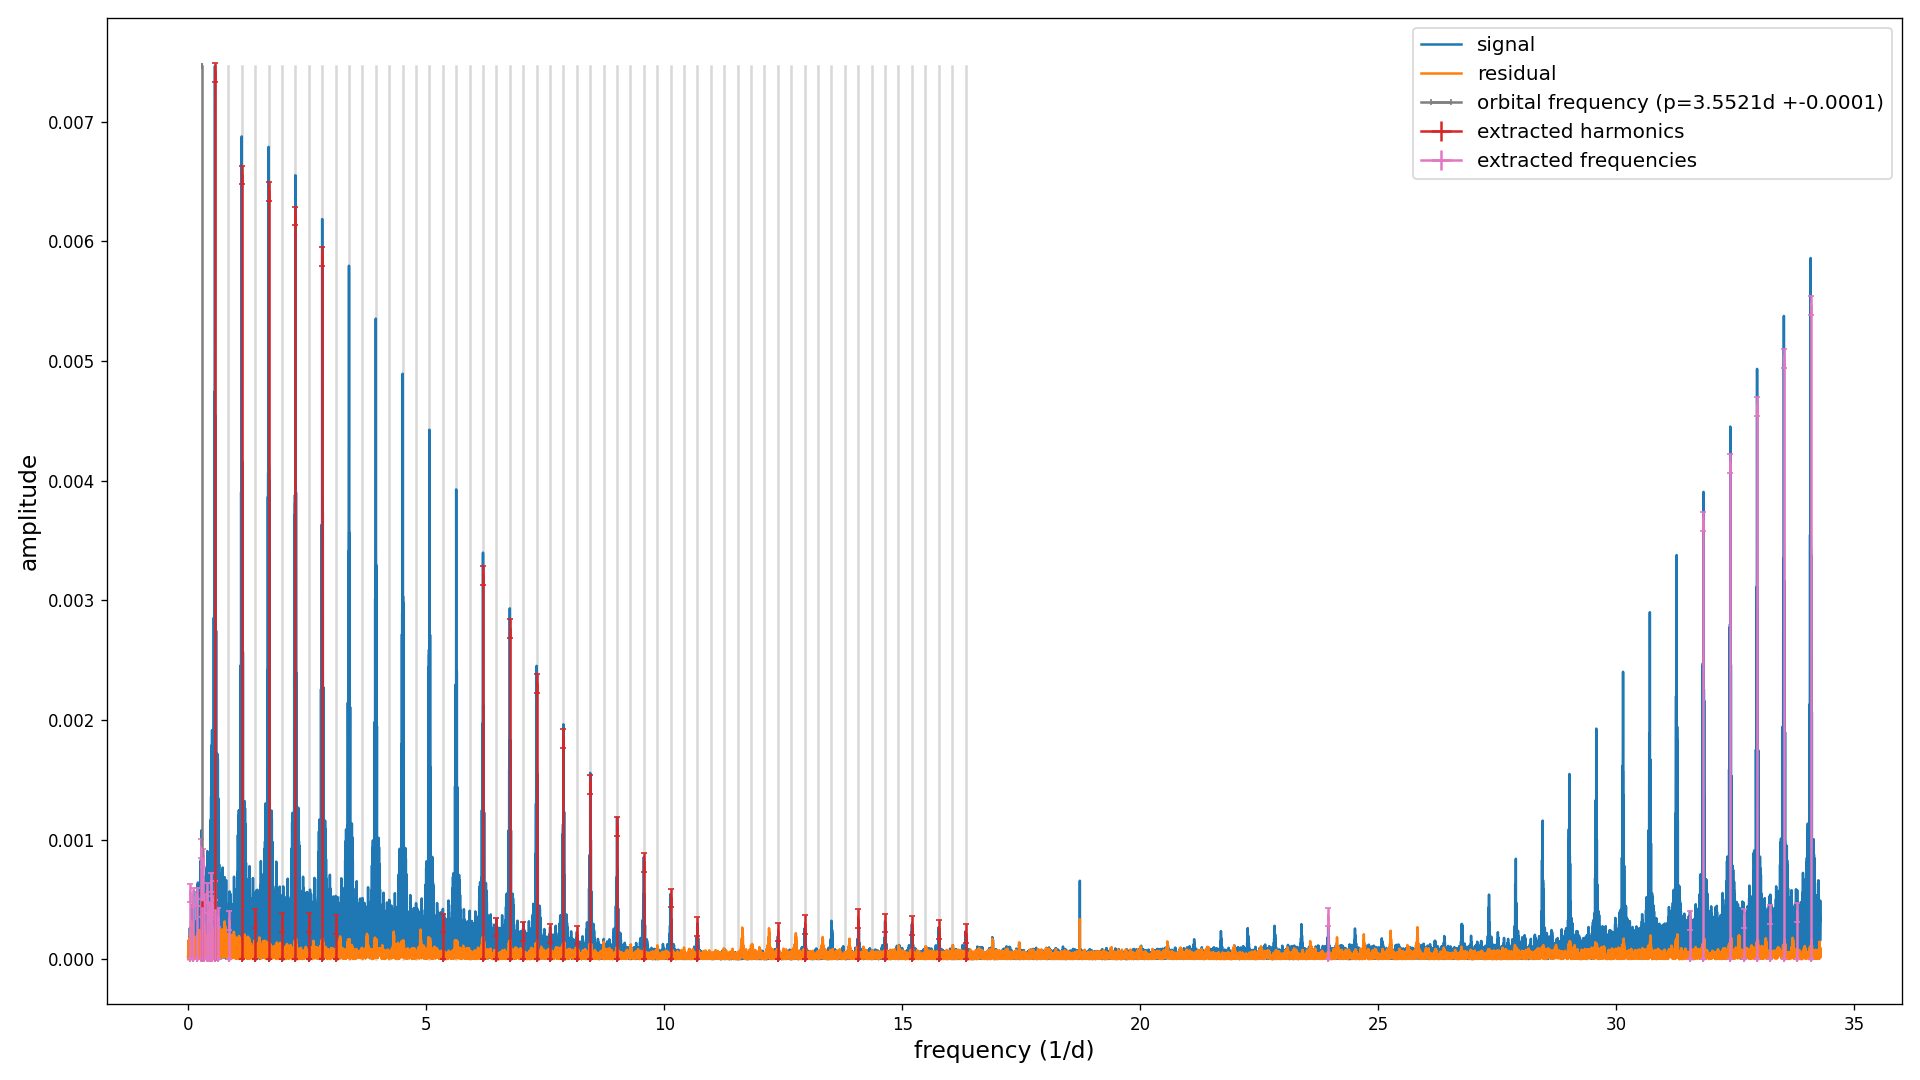 signal
residual
orbital frequency (p=3.5521d +-0.0001)
extracted harmonics
extracted frequencies
0.007
0.006
0.005
0.004
0.003
0.002
0.001
0.000
amplitude
0 5 10 15 20 25 30 35
frequency (1/d)